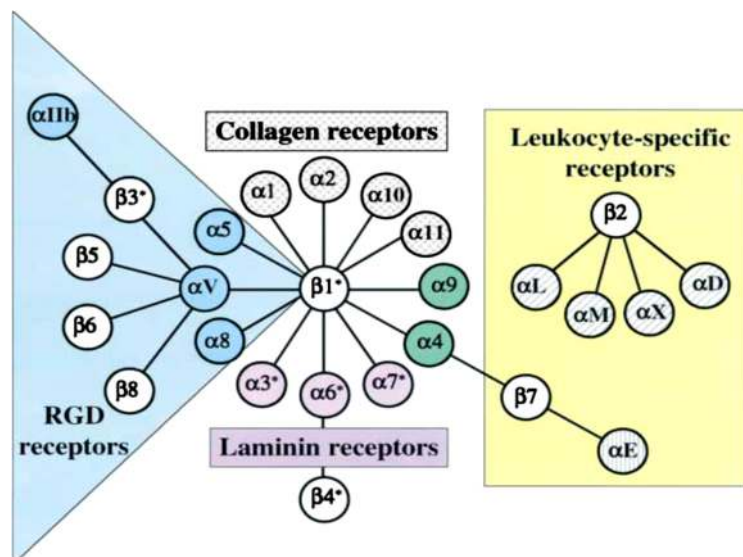 αIIb
Collagen receptors
Leukocyte-specific
receptors
β3*
α1
α2
α10
α5
α11
β2
β5
αV
β1*
α9
αL
αM
αX
αD
β6
α8
α4
β8
α3*
α6*
α7*
β7
RGD
receptors
Laminin receptors
αE
β4*